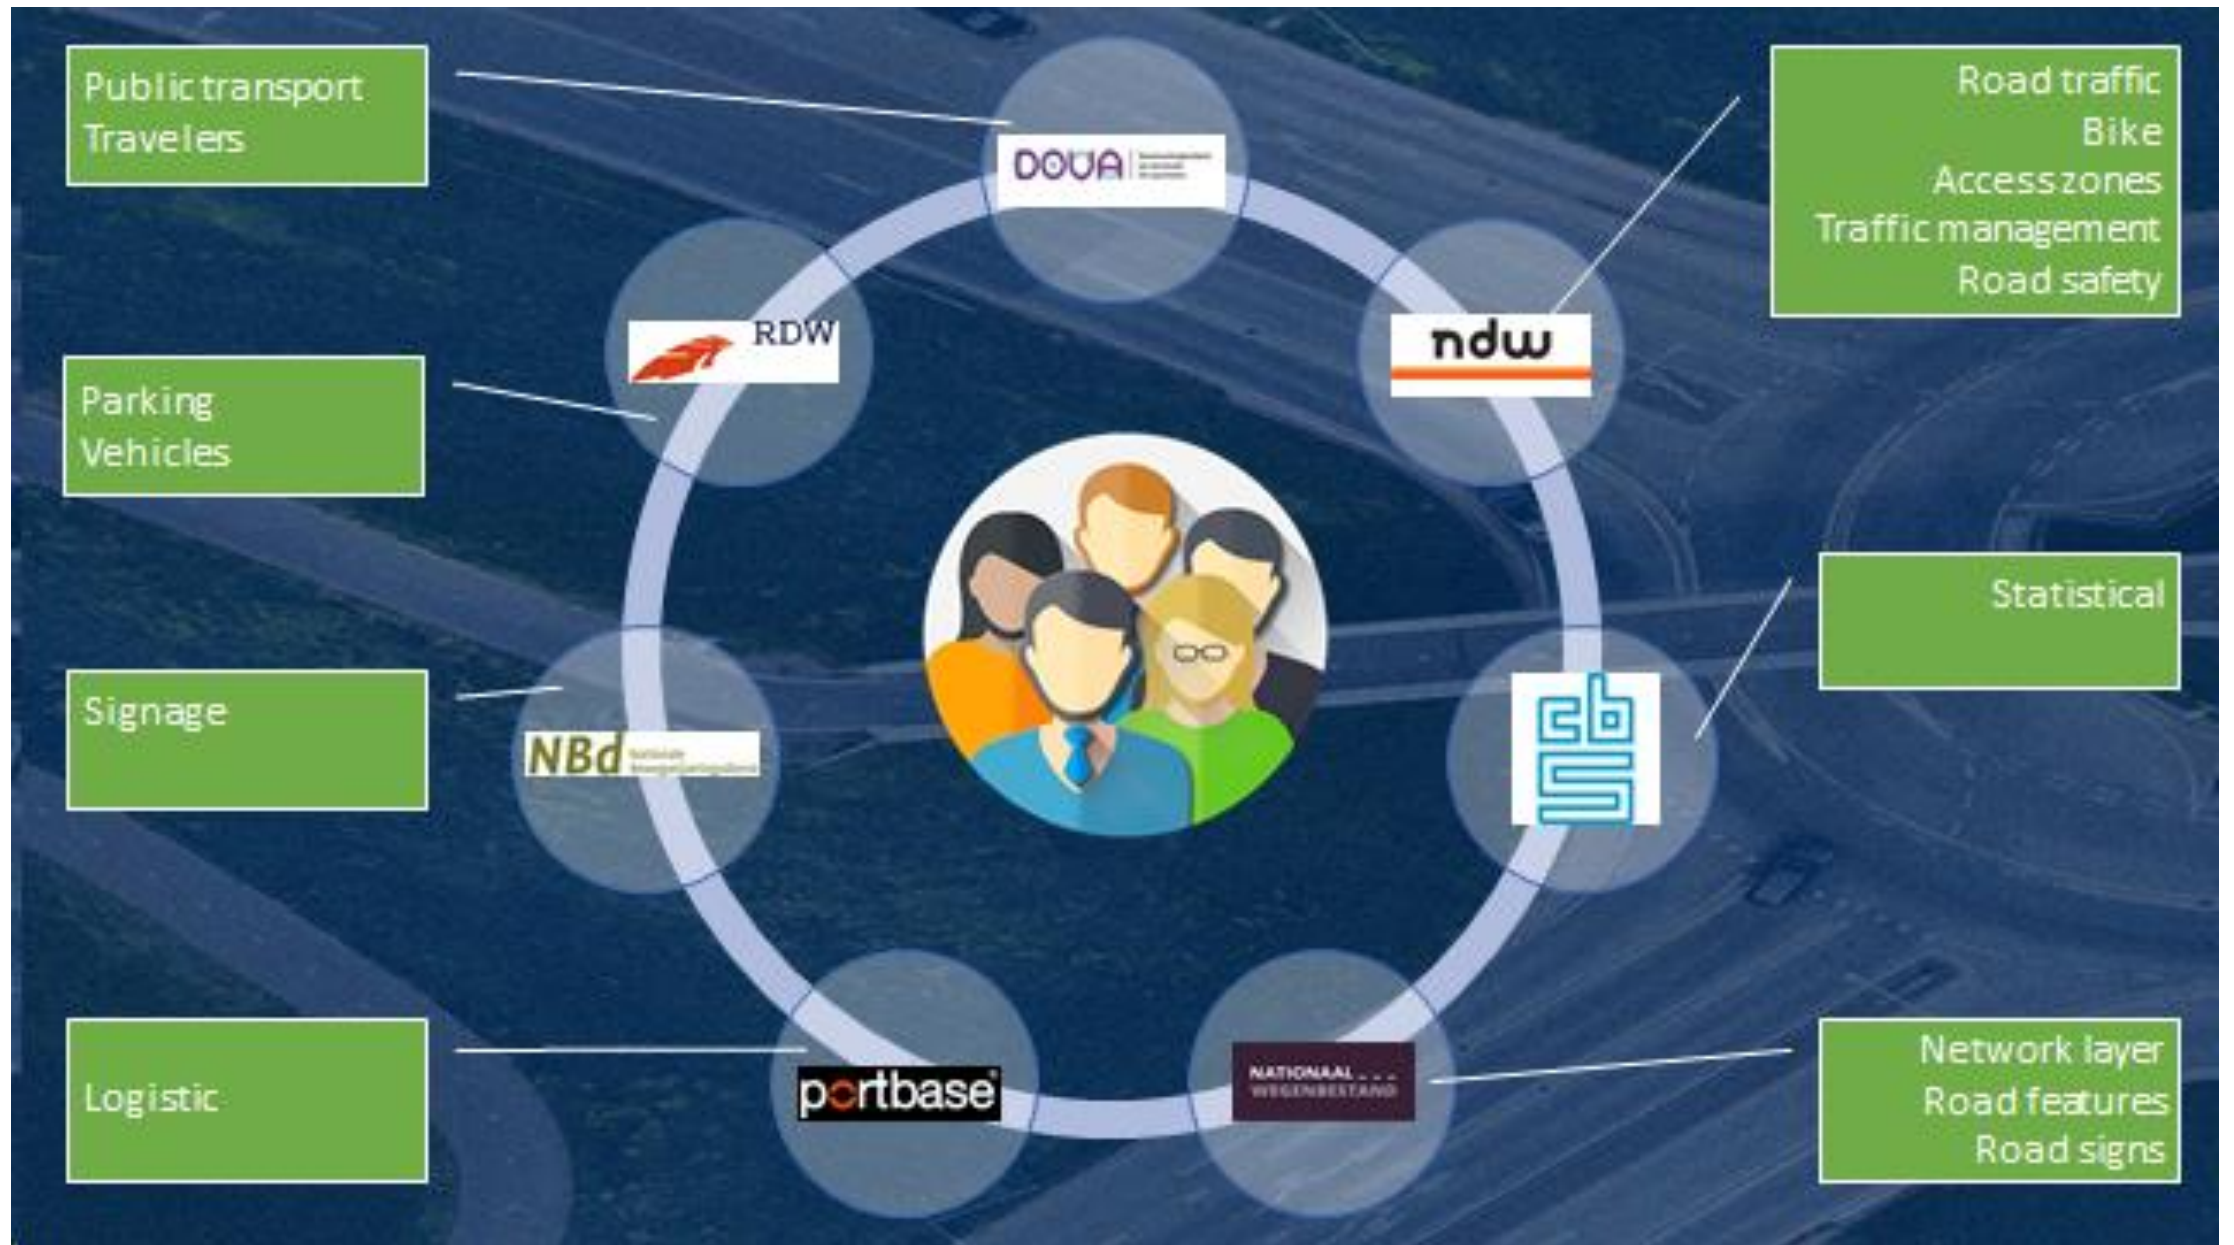 Public transport
Travelers
Parking
Vehicles
Signage
Logistic
DOVA
RDW
ndw
NBd
cbs
portbase
NATIONAAL
WEGENBESTAND
Road traffic
Bike
Access zones
Traffic management
Road safety
Statistical
Network layer
Road features
Road signs